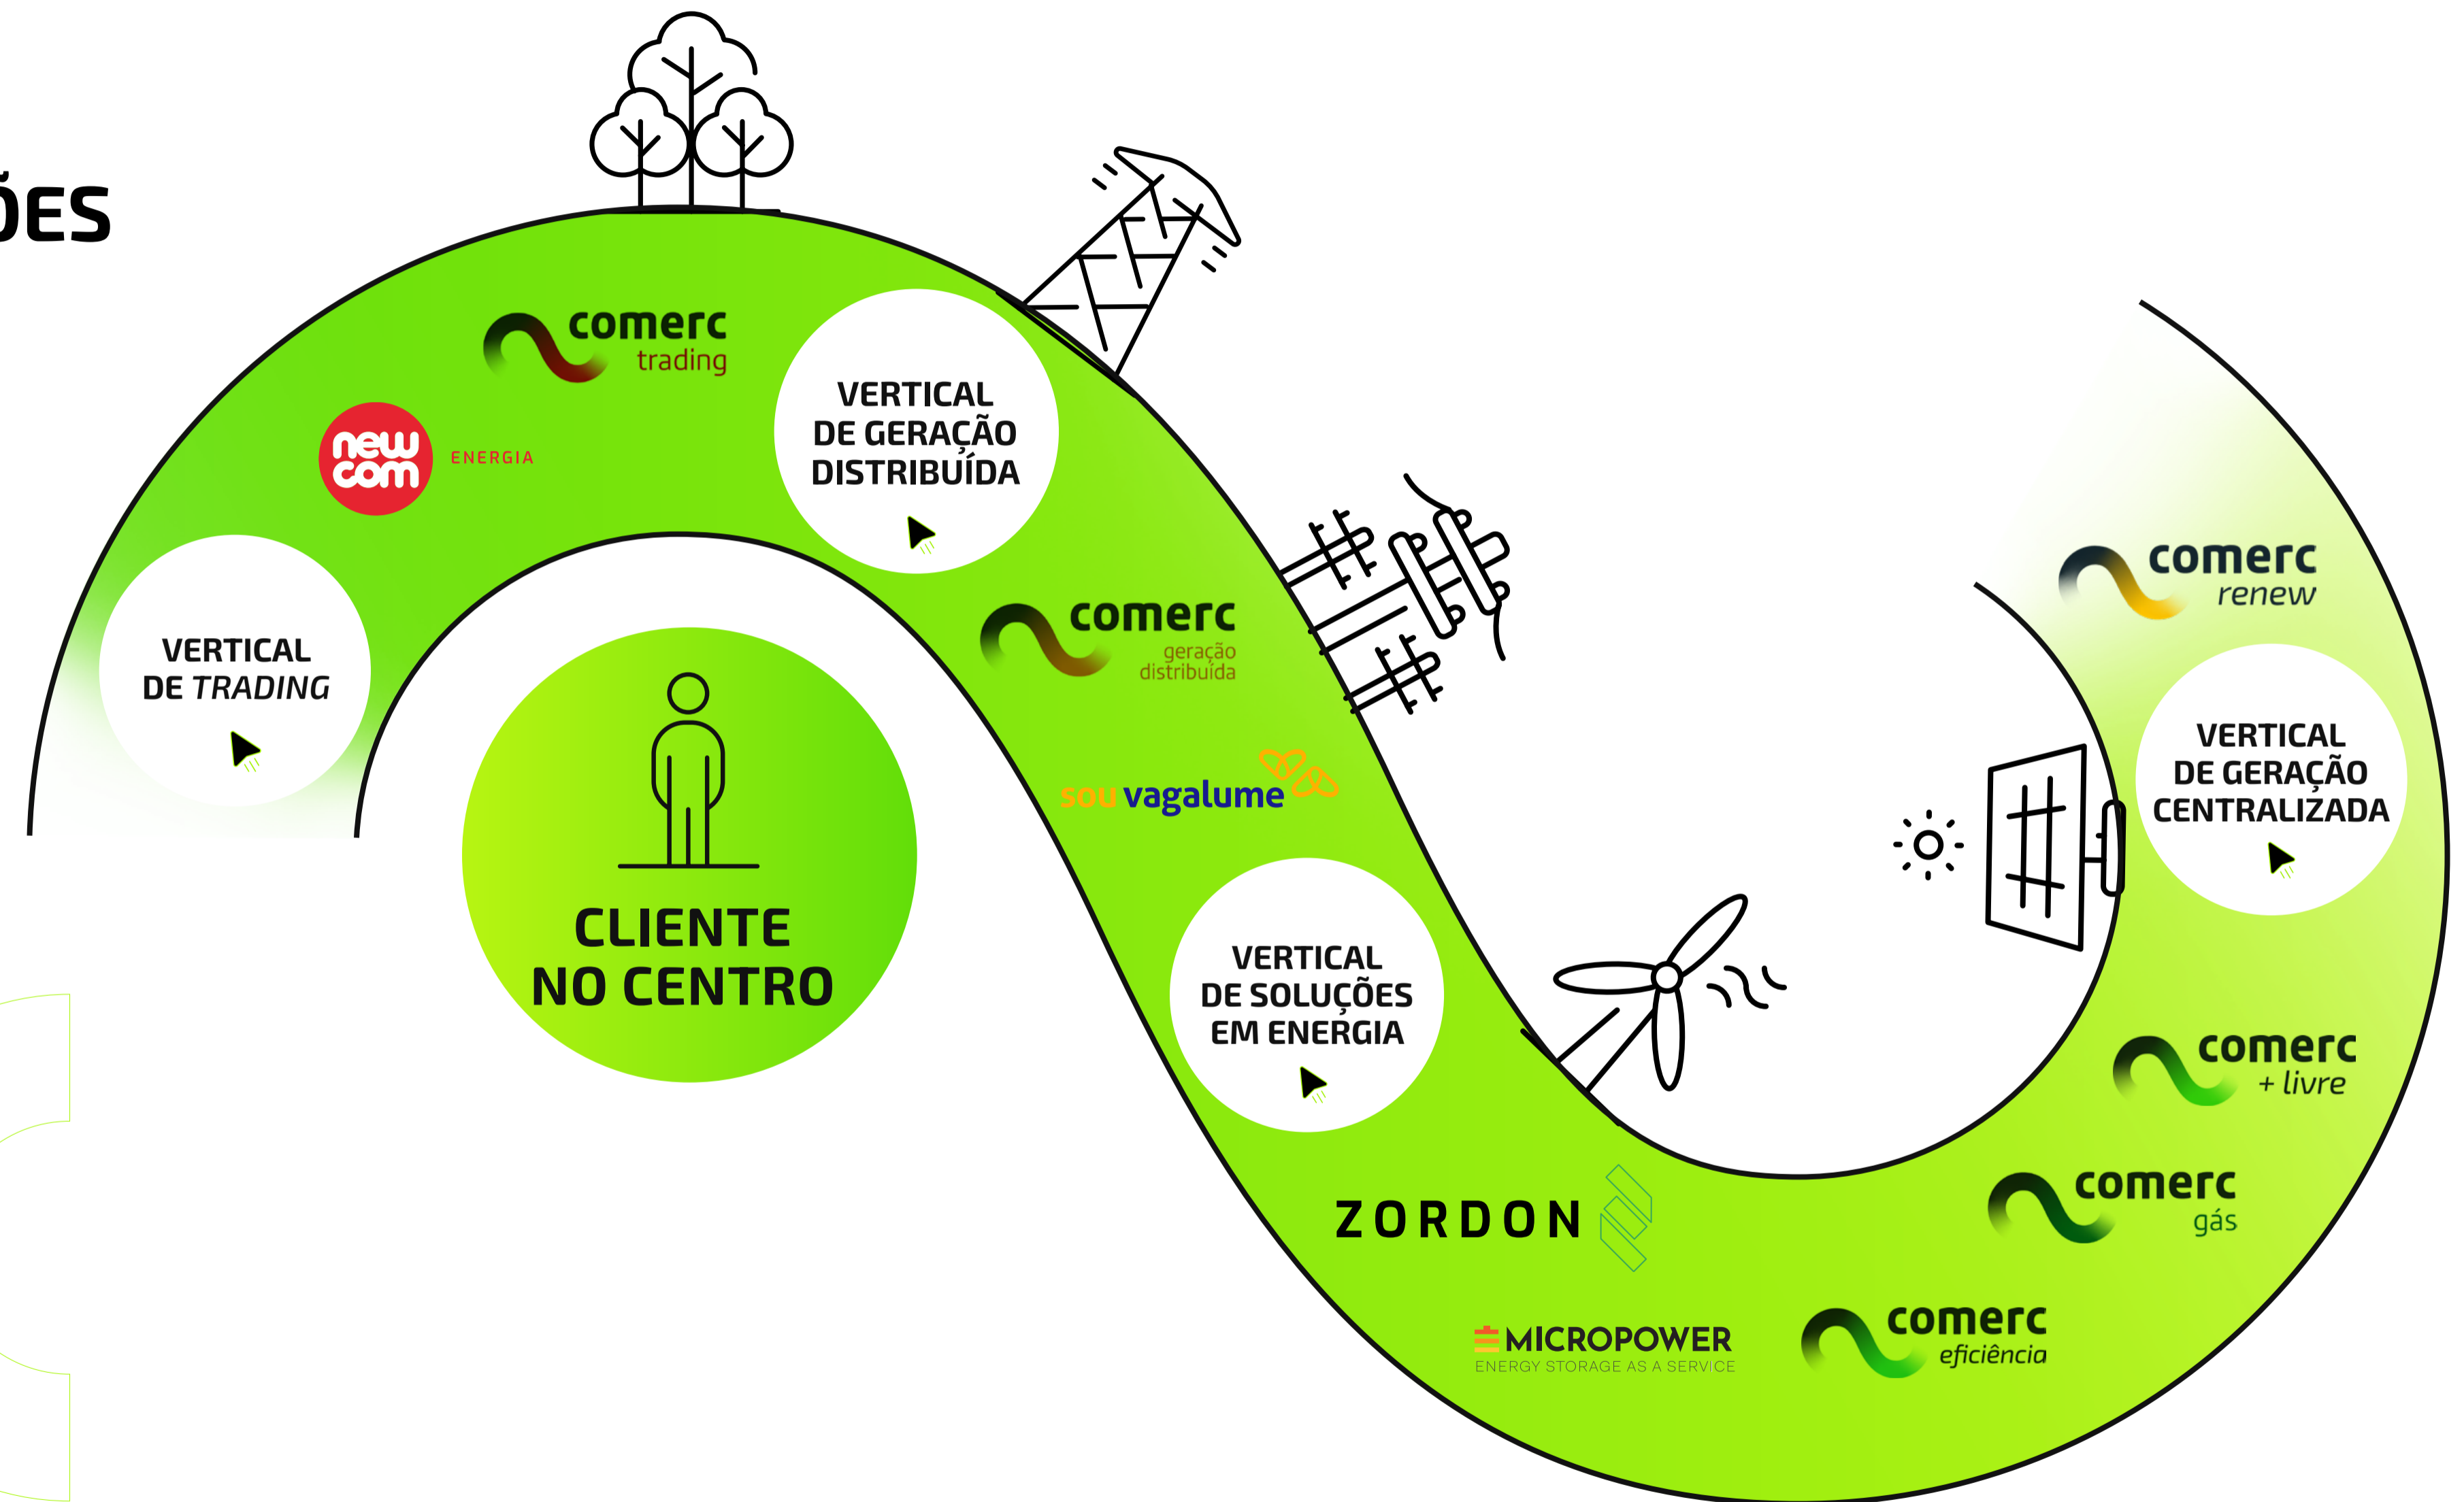 ÕES
comerc
trading
new
com
ENERGIA
VERTICAL
DE TRADING
VERTICAL
DE GERAÇÃO
DISTRIBUÍDA
CLIENTE
NO CENTRO
comerc
geração
distribuída
sou vagalume
VERTICAL
DE SOLUÇÕES
EM ENERGIA
ZORDON
MICROPOWER
ENERGY STORAGE AS A SERVICE
comerc
eficiência
comerc
gás
comerc
+ livre
VERTICAL
DE GERAÇÃO
CENTRALIZADA
comerc
renew